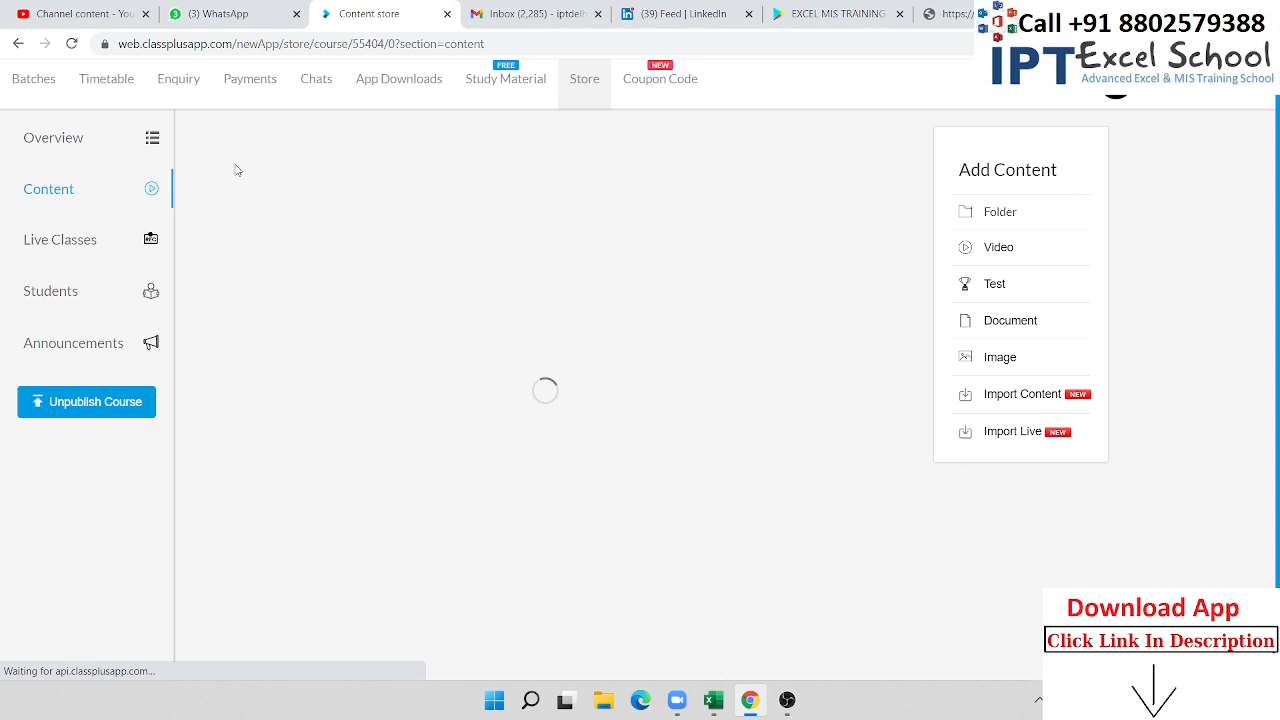 Channel content - You
(3) WhatsApp
Content store
Inbox (2,285) - iptdelh
(39) Feed | LinkedIn
EXCEL MIS TRAINING
https://
web.classplusapp.com/newApp/store/course/55404/0?section=content
Call +91 8802579388
IPT Excel School
Advanced Excel & MIS Training School
FREE
NEW
Batches
Timetable
Enquiry
Payments
Chats
App Downloads
Study Material
Store
Coupon Code
Overview
Content
Live Classes
Students
Announcements
Unpublish Course
Add Content
Folder
Video
Test
Document
Image
Import Content NEW
Import Live NEW
Download App
Click Link In Description
Waiting for api.classplusapp.com...